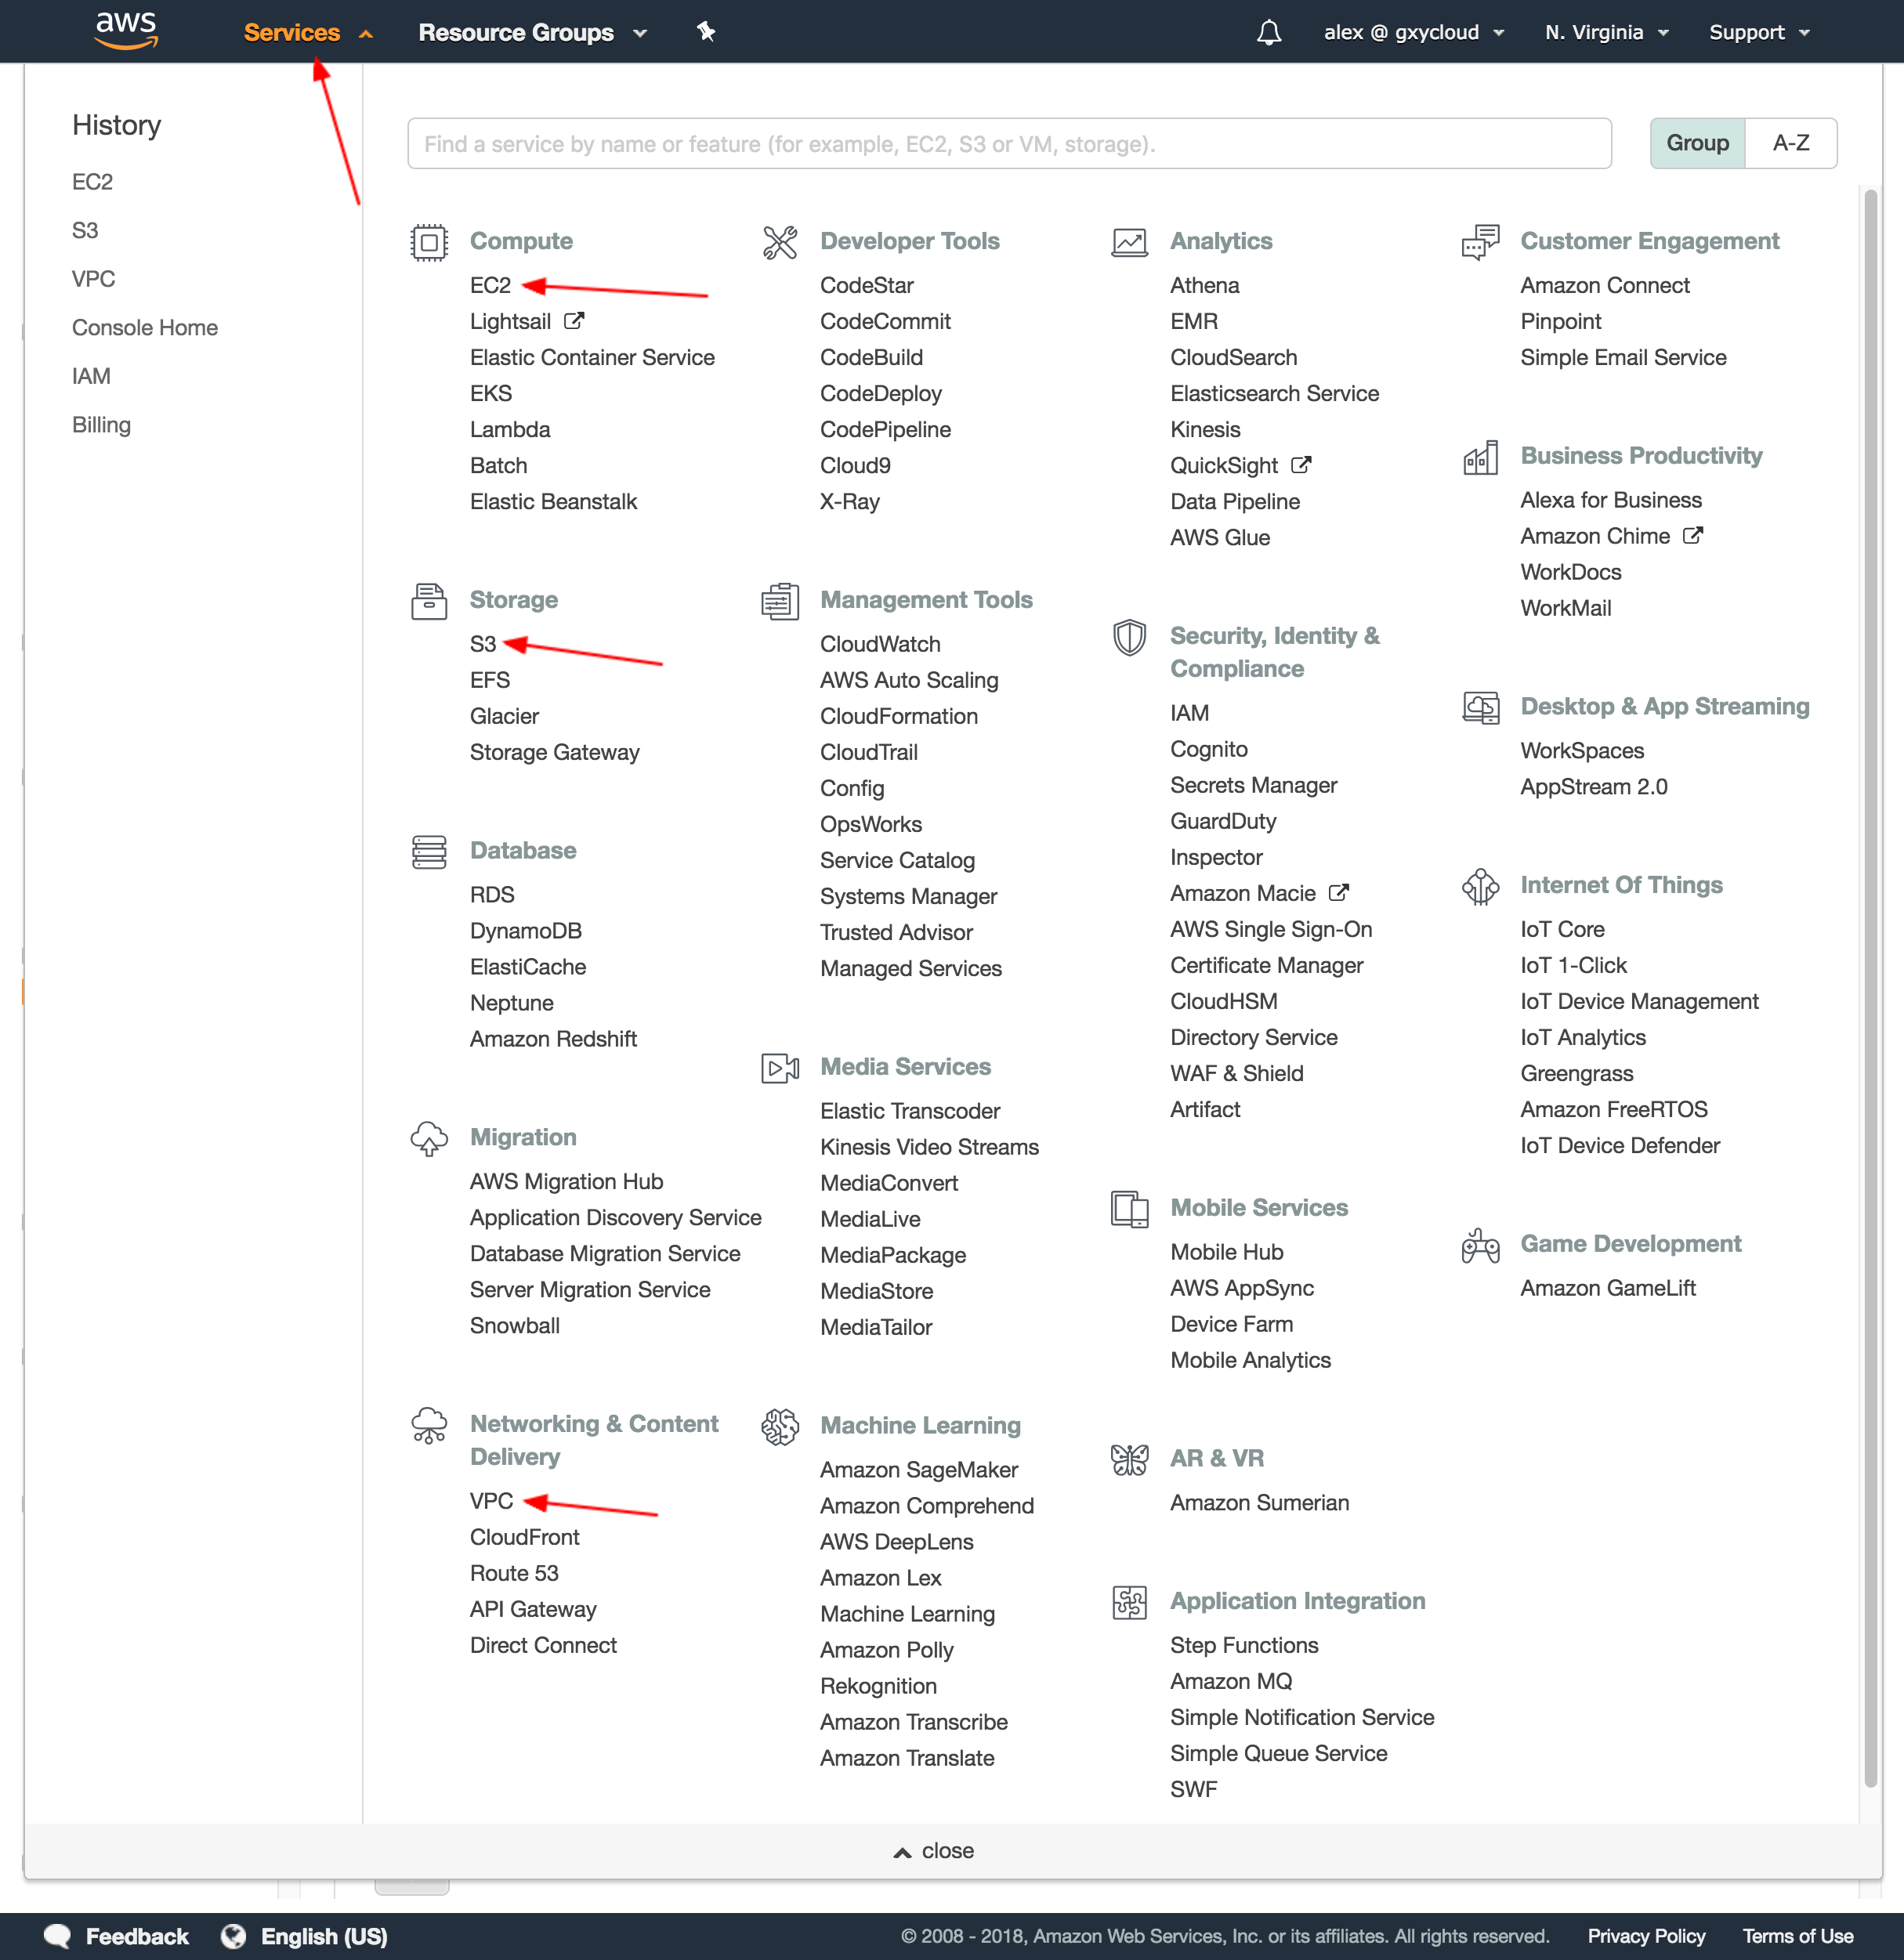 aws
Services
Resource Groups
alex @ gxycloud
N. Virginia
Support
History
EC2
S3
VPC
Console Home
IAM
Billing
Find a service by name or feature (for example, EC2, S3 or VM, storage).
Group
A-Z
Compute
EC2
Lightsail
Elastic Container Service
EKS
Lambda
Batch
Elastic Beanstalk
Storage
S3
EFS
Glacier
Storage Gateway
Database
RDS
DynamoDB
ElastiCache
Neptune
Amazon Redshift
Migration
AWS Migration Hub
Application Discovery Service
Database Migration Service
Server Migration Service
Snowball
Networking & Content
Delivery
VPC
CloudFront
Route 53
API Gateway
Direct Connect
Developer Tools
CodeStar
CodeCommit
CodeBuild
CodeDeploy
CodePipeline
Cloud9
X-Ray
Management Tools
CloudWatch
AWS Auto Scaling
CloudFormation
CloudTrail
Config
OpsWorks
Service Catalog
Systems Manager
Trusted Advisor
Managed Services
Media Services
Elastic Transcoder
Kinesis Video Streams
MediaConvert
MediaLive
MediaPackage
MediaStore
MediaTailor
Machine Learning
Amazon SageMaker
Amazon Comprehend
AWS DeepLens
Amazon Lex
Machine Learning
Amazon Polly
Rekognition
Amazon Transcribe
Amazon Translate
Analytics
Athena
EMR
CloudSearch
Elasticsearch Service
Kinesis
QuickSight
Data Pipeline
AWS Glue
Security, Identity &
Compliance
IAM
Cognito
Secrets Manager
GuardDuty
Inspector
Amazon Macie
AWS Single Sign-On
Certificate Manager
CloudHSM
Directory Service
WAF & Shield
Artifact
Mobile Services
Mobile Hub
AWS AppSync
Device Farm
Mobile Analytics
AR & VR
Amazon Sumerian
Application Integration
Step Functions
Amazon MQ
Simple Notification Service
Simple Queue Service
SWF
Customer Engagement
Amazon Connect
Pinpoint
Simple Email Service
Business Productivity
Alexa for Business
Amazon Chime
WorkDocs
WorkMail
Desktop & App Streaming
WorkSpaces
AppStream 2.0
Internet Of Things
IoT Core
IoT 1-Click
IoT Device Management
IoT Analytics
Greengrass
Amazon FreeRTOS
IoT Device Defender
Game Development
Amazon GameLift
close
Feedback
English (US)
© 2008 - 2018, Amazon Web Services, Inc. or its affiliates. All rights reserved.
Privacy Policy
Terms of Use